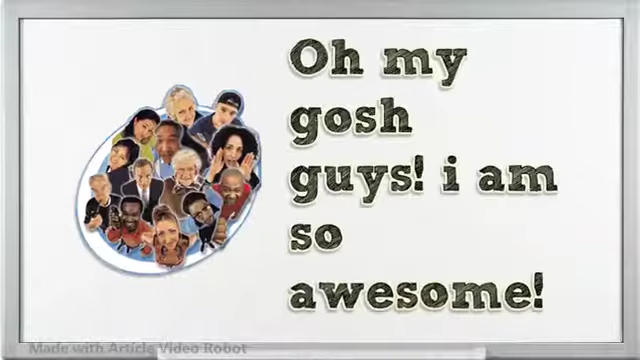 Oh my
gosh
guys! i am
so
awesome!
Made with Article Video Robot